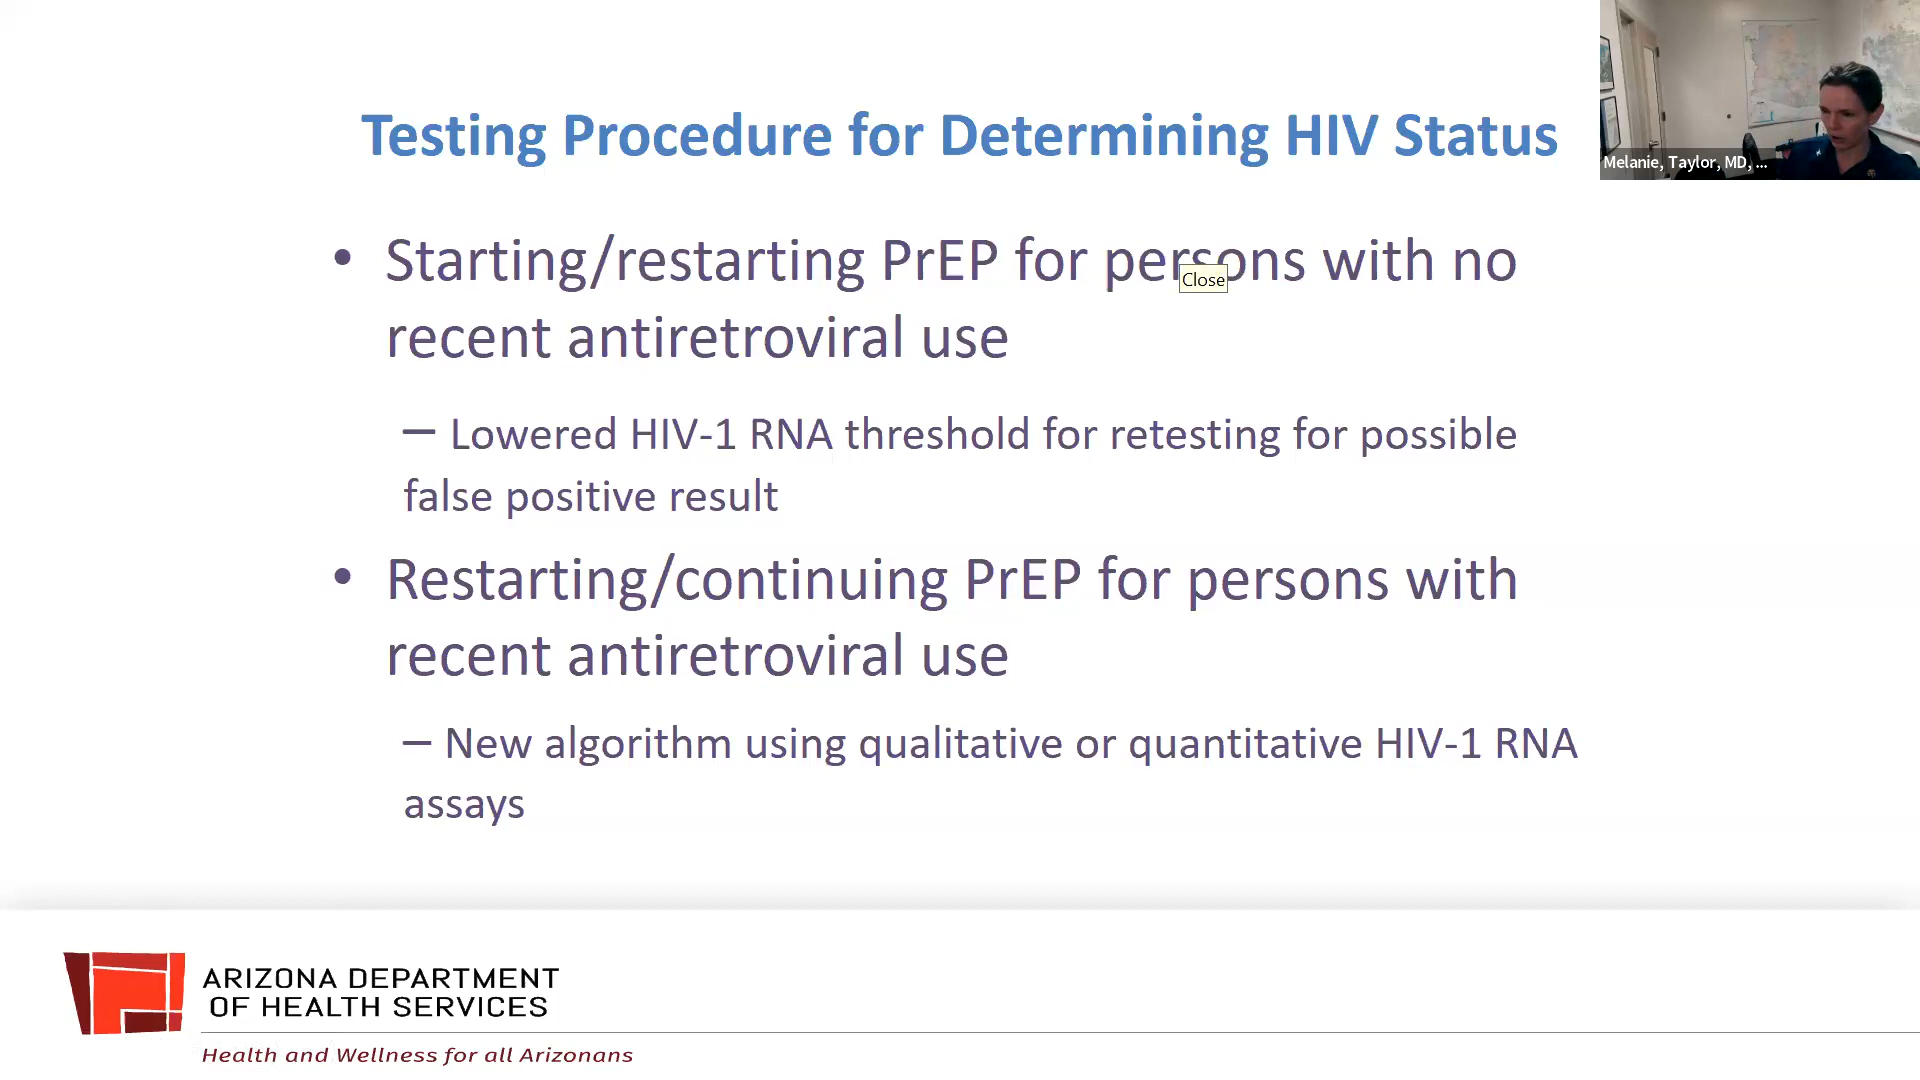 Testing Procedure for Determining HIV Status
Melanie, Taylor, MD, ...
• Starting/restarting PrEP for persons with no
Close
recent antiretroviral use
– Lowered HIV-1 RNA threshold for retesting for possible
false positive result
• Restarting/continuing PrEP for persons with
recent antiretroviral use
– New algorithm using qualitative or quantitative HIV-1 RNA
assays
ARIZONA DEPARTMENT
OF HEALTH SERVICES
Health and Wellness for all Arizonans